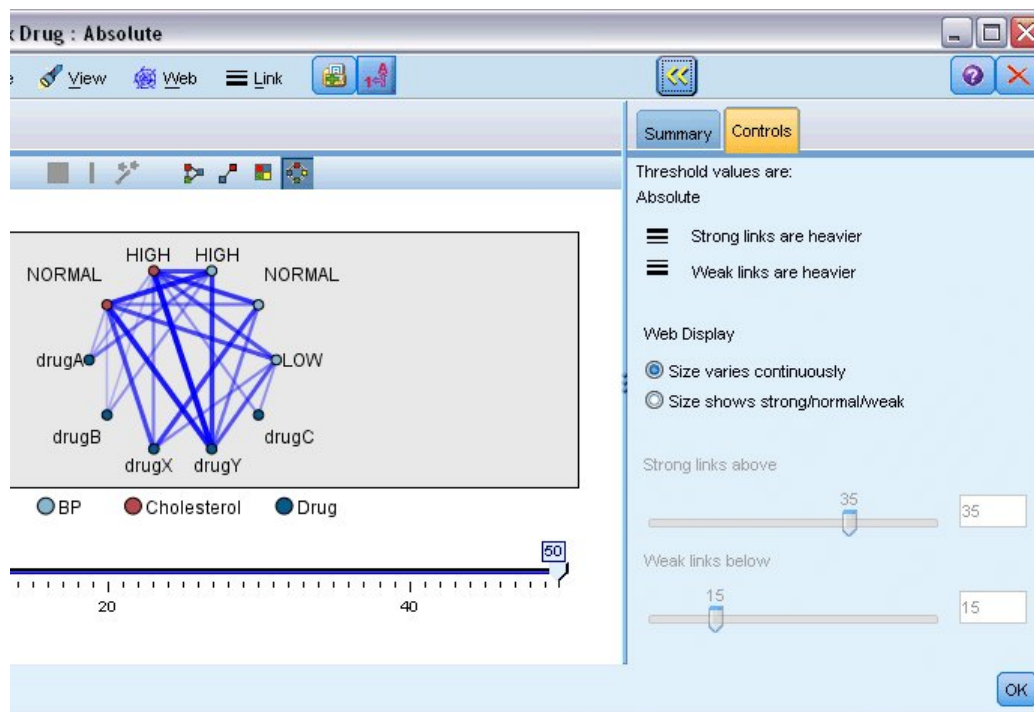 x Drug : Absolute
e View Web Link
Summary Controls
Threshold values are:
Absolute
Strong links are heavier
Weak links are heavier
Web Display
Size varies continuously
Size shows strong/normal/weak
Strong links above
35
35
Weak links below
15
15
OK
HIGH HIGH
NORMAL NORMAL
drugA LOW
drugB drugC
drugX drugY
BP Cholesterol Drug
50
20 40